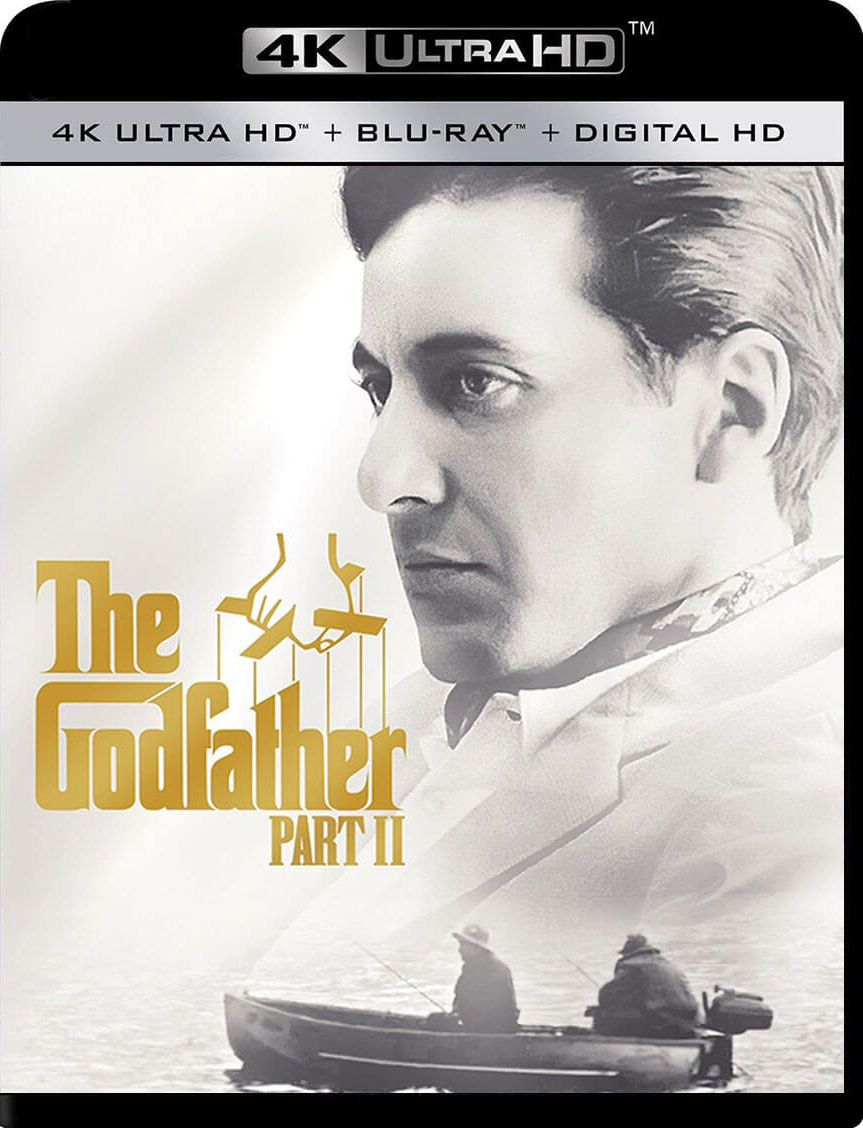 4K ULTRA HD™
4K ULTRA HD™ + BLU-RAY™ + DIGITAL HD
The
Godfather
PART II